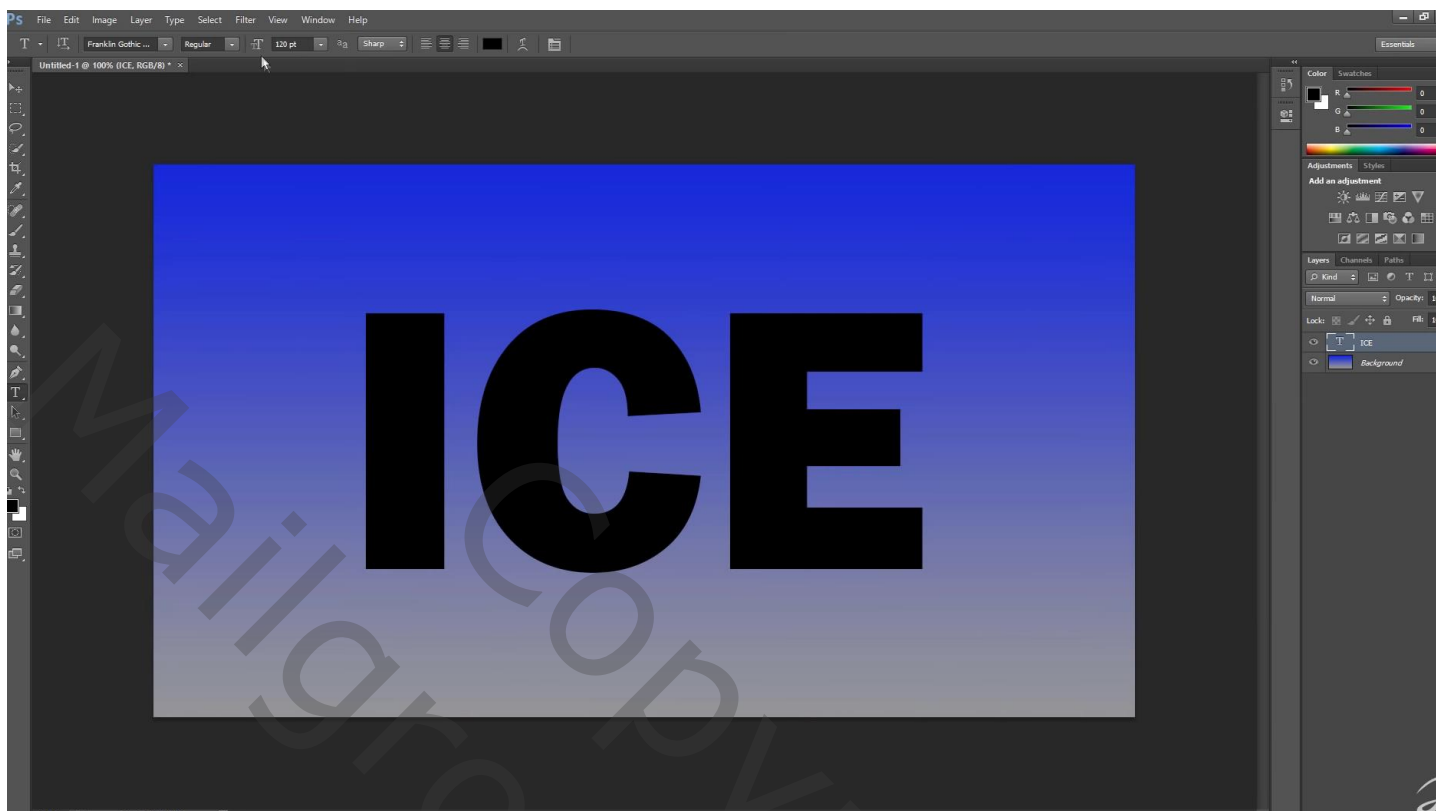 Ps File Edit Image Layer Type Select Filter View Window Help
T Franklin Gothic ... Regular 120 pt Sharp Essentials
Untitled-1 @ 100% (ICE, RGB/8) * ×
Color Swatches
R 0
G 0
B 0
Adjustments Styles
Add an adjustment
Layers Channels Paths
Kind
Normal Opacity:
Lock: Fill:
T ICE
Background
ICE